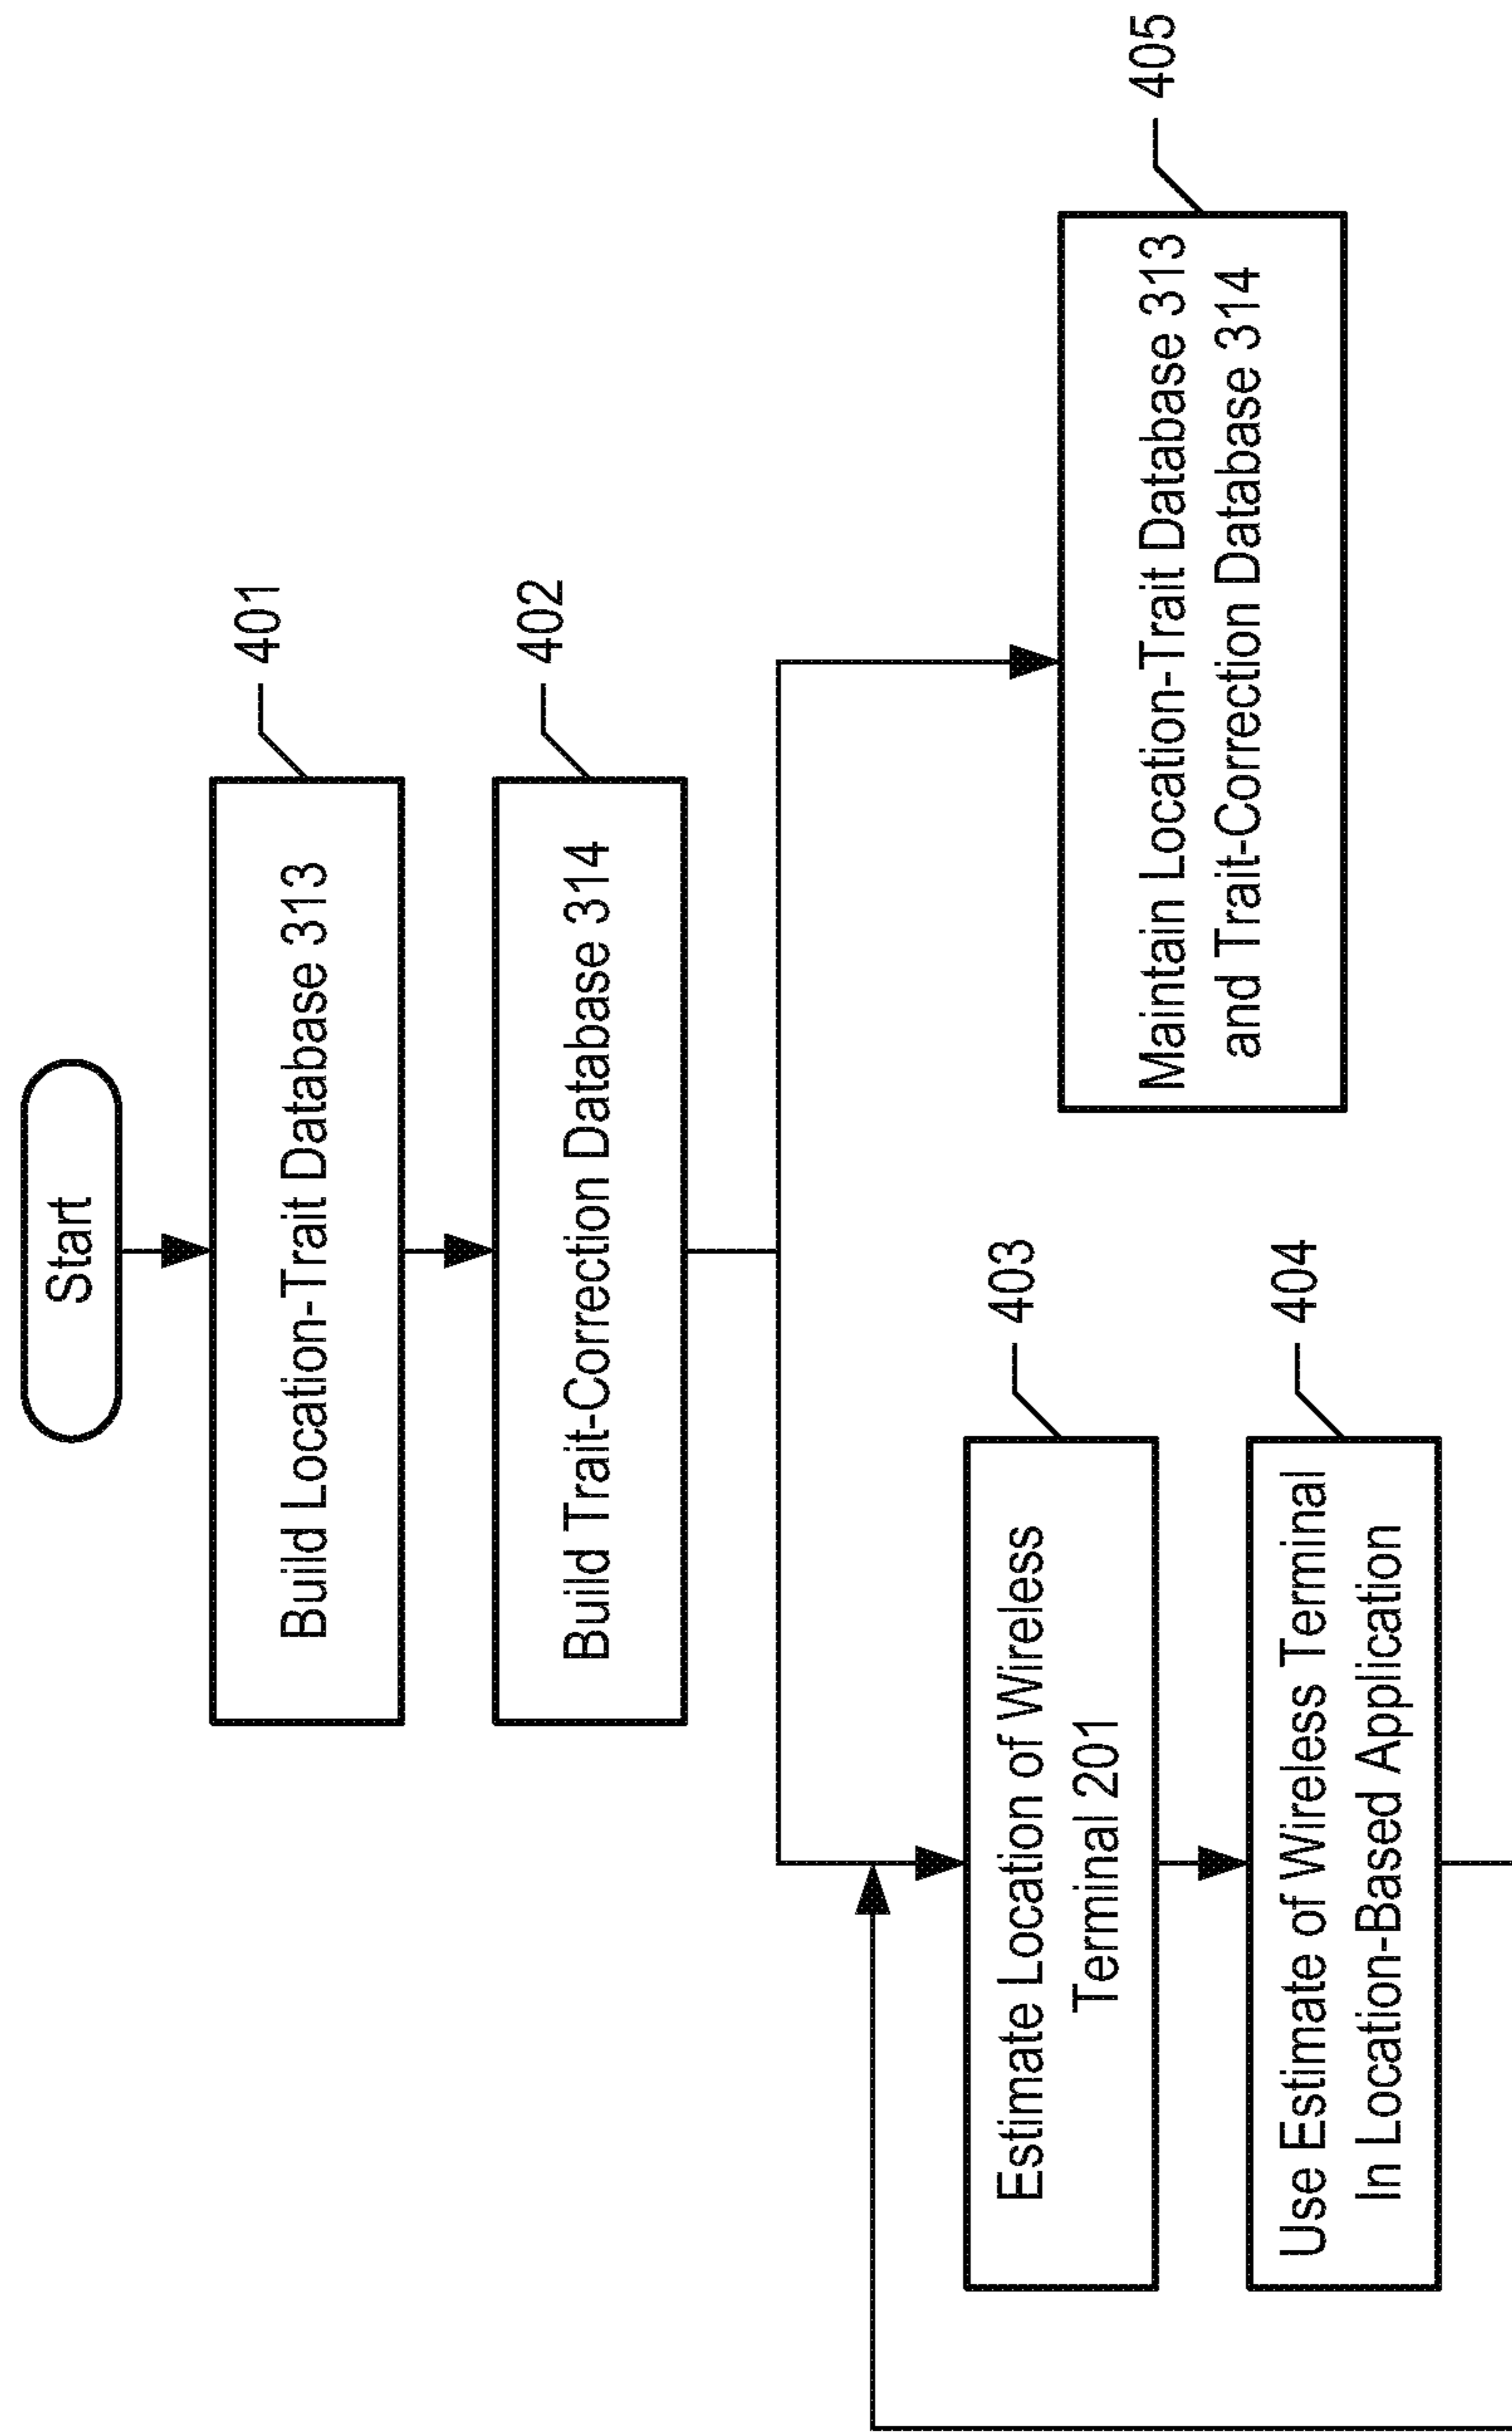 Start
Build Location-Trait Database 313
401
Build Trait-Correction Database 314
402
Estimate Location of Wireless
Terminal 201
403
Use Estimate of Wireless Terminal
In Location-Based Application
404
Maintain Location-Trait Database 313
and Trait-Correction Database 314
405